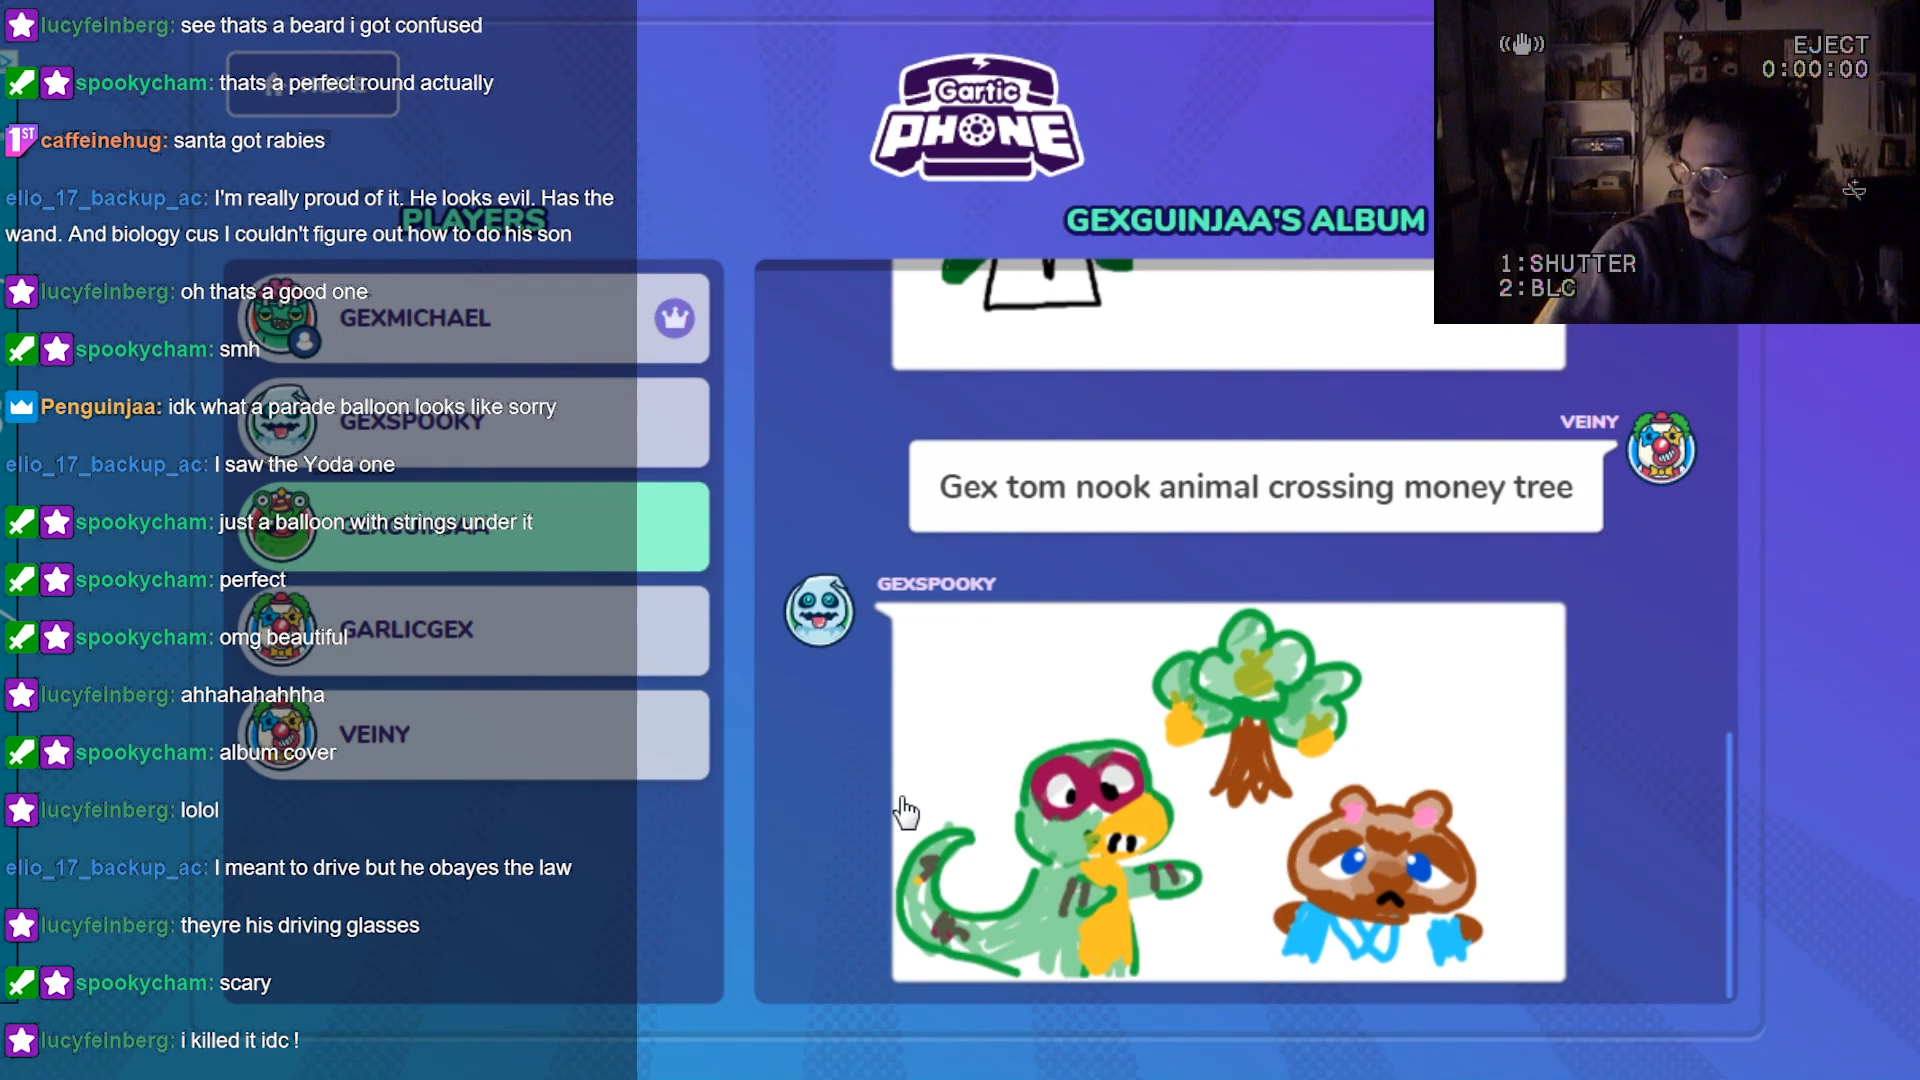 lucyfeinberg: see thats a beard i got confused
spookycham: thats a perfect round actually
1ST caffeinehug: santa got rabies
elio_17_backup_ac: I'm really proud of it. He looks evil. Has the
wand. And biology cus I couldn't figure out how to do his son
lucyfeinberg: oh thats a good one
spookycham: smh
Penguinjaa: idk what a parade balloon looks like sorry
elio_17_backup_ac: I saw the Yoda one
spookycham: just a balloon with strings under it
spookycham: perfect
spookycham: omg beautiful
lucyfeinberg: ahhahahahhha
spookycham: album cover
lucyfeinberg: lolol
elio_17_backup_ac: I meant to drive but he obayes the law
lucyfeinberg: theyre his driving glasses
spookycham: scary
lucyfeinberg: i killed it idc !
PLAYERS
GEXMICHAEL
GEXSPOOKY
GEXGUINJAA
GARLICGEX
VEINY
Gartic
PHONE
GEXGUINJAA'S ALBUM
VEINY
Gex tom nook animal crossing money tree
GEXSPOOKY
EJECT
0:00:00
1:SHUTTER
2:BLC